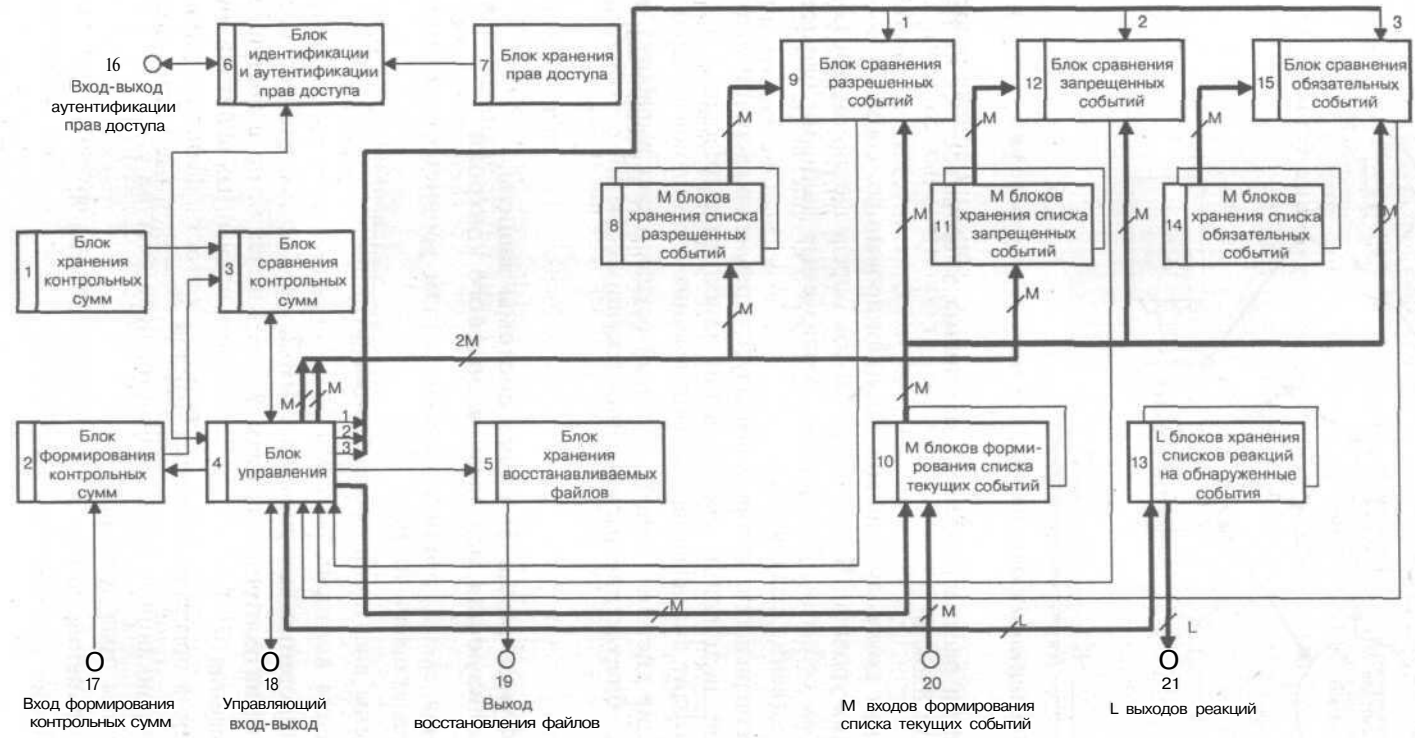 1
2
3
16
Вход-выход
аутентификации
прав доступа
6
Блок
идентификации
и аутентификации
прав доступа
7
Блок хранения
прав доступа
9
Блок сравнения
разрешенных
событий
12
Блок сравнения
запрещенных
событий
15
Блок сравнения
обязательных
событий
M
M
M
8
M блоков
хранения списка
разрешенных
событий
M
11
M блоков
хранения списка
запрещенных
событий
M
14
M блоков
хранения списка
обязательных
событий
M
1
Блок
хранения
контрольных
сумм
3
Блок
сравнения
контрольных
сумм
M
M
2M
M
M
M
2
Блок
формирования
контрольных
сумм
4
Блок
управления
1
2
3
5
Блок
хранения
восстанавливаемых
файлов
10
M блоков форми-
рования списка
текущих событий
13
L блоков хранения
списков реакций
на обнаруженные
события
M
M
L
L
17
Вход формирования
контрольных сумм
18
Управляющий
вход-выход
19
Выход
восстановления файлов
20
M входов формирования
списка текущих событий
21
L выходов реакций